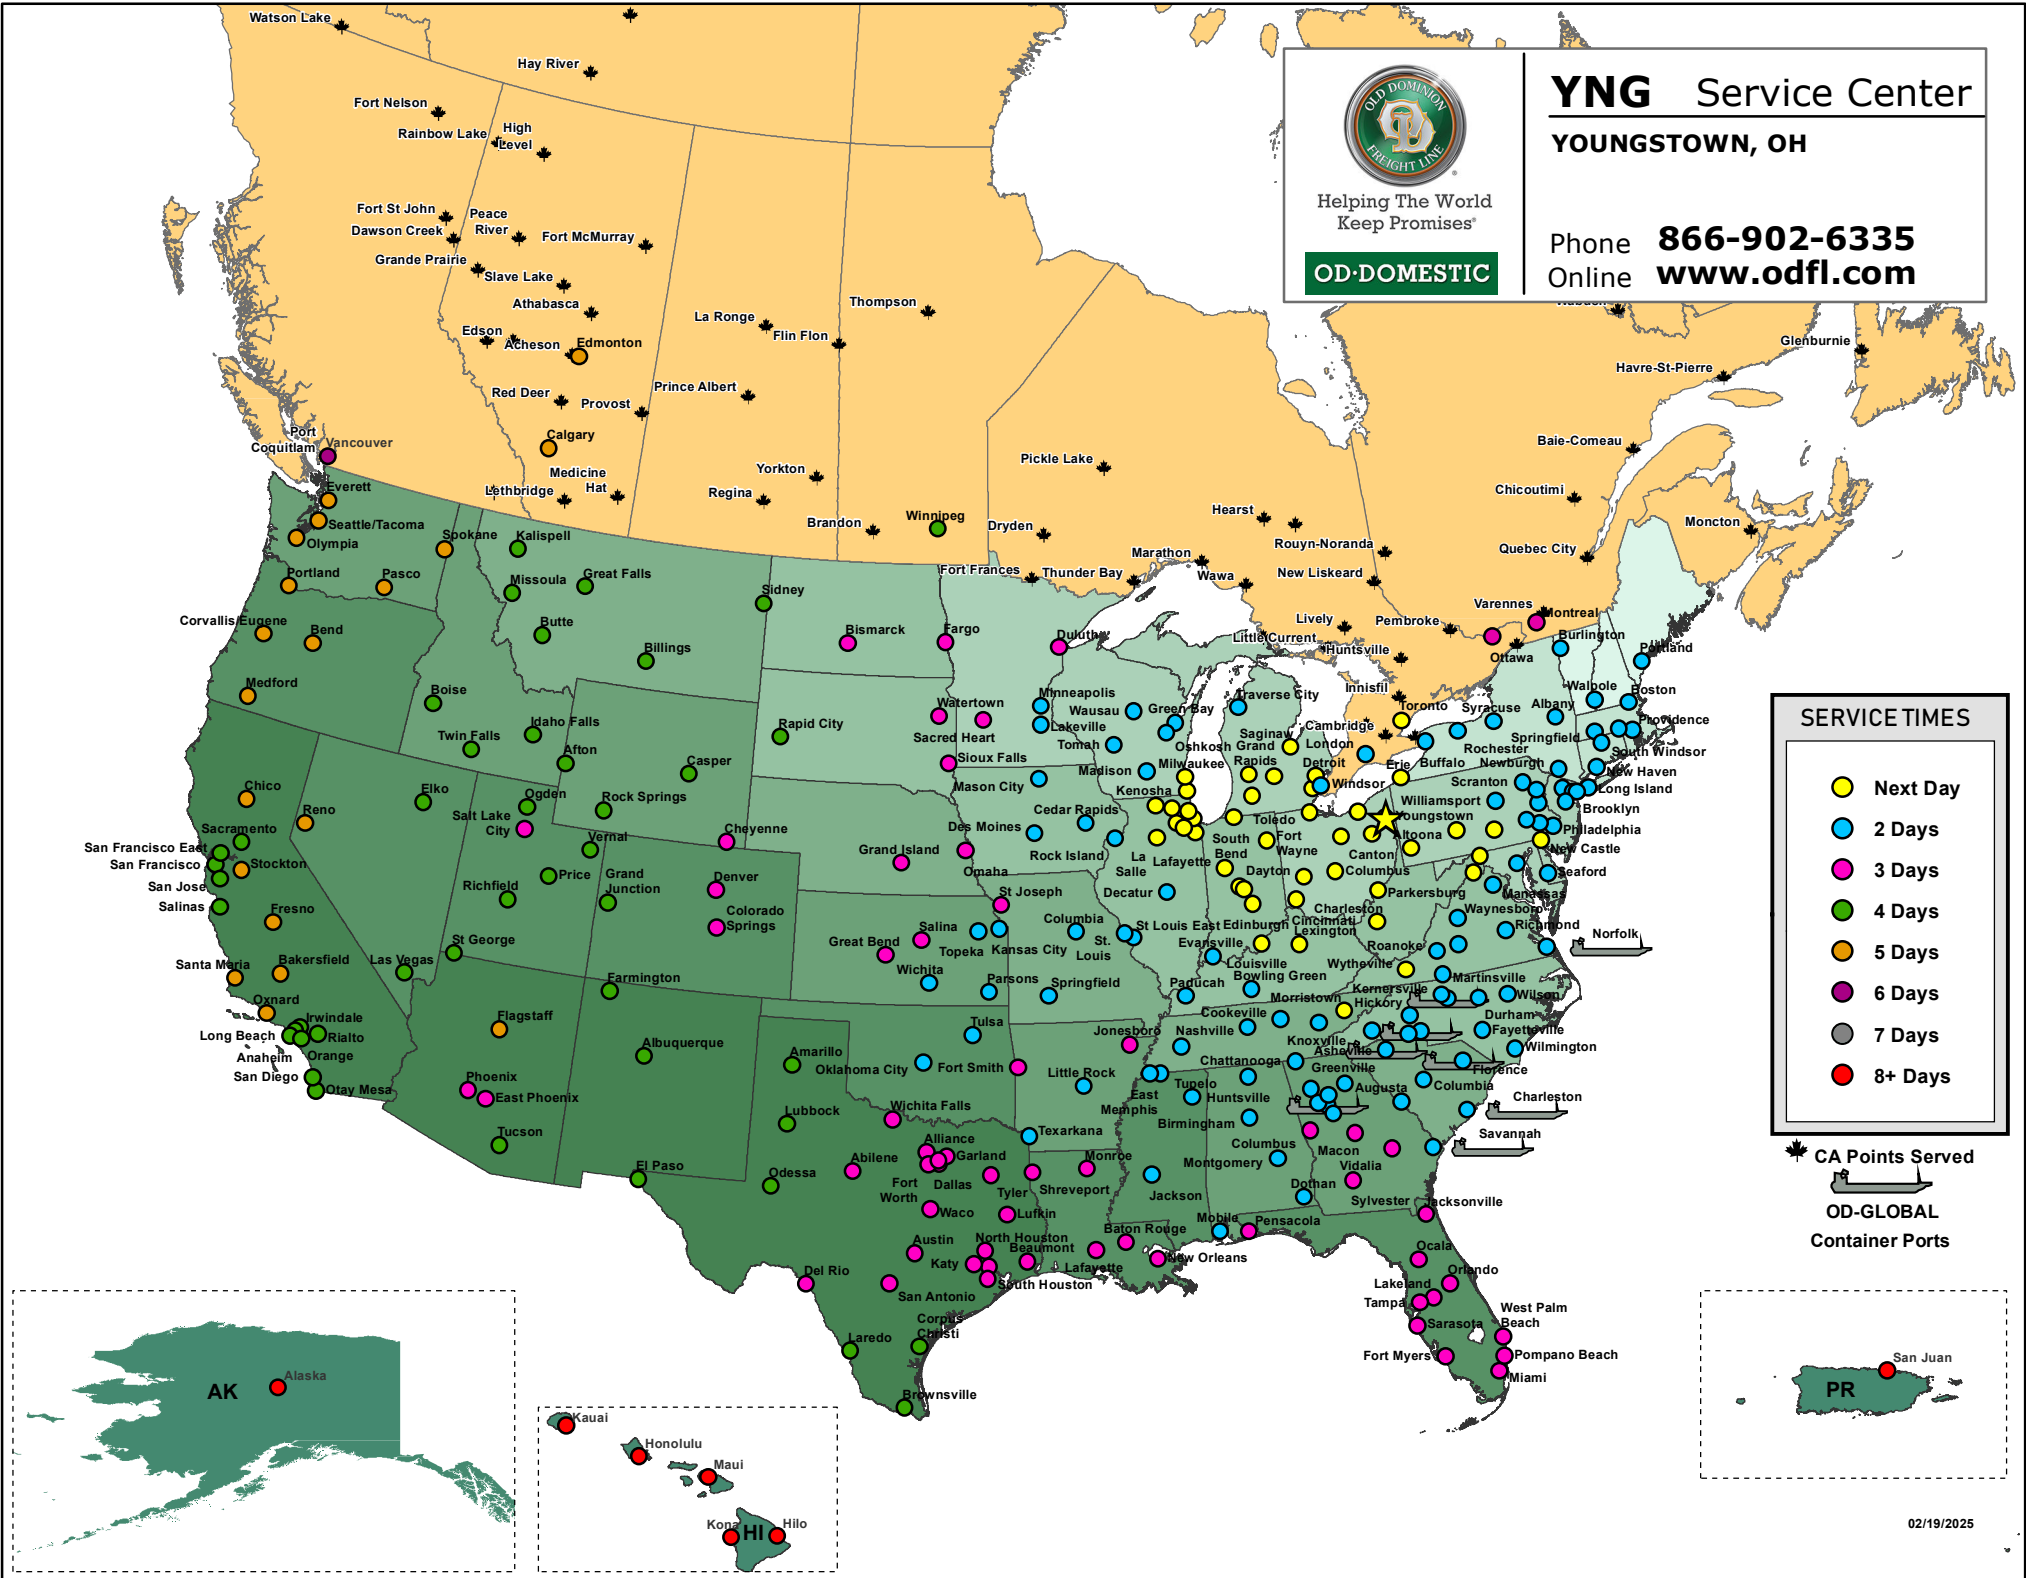 Watson Lake
Hay River
Fort Nelson
Rainbow Lake
High
Level
Fort St John
Dawson Creek
Peace
River
Fort McMurray
Grande Prairie
Slave Lake
Athabasca
Edson
Acheson
Edmonton
Red Deer
Provost
Calgary
Medicine
Hat
Lethbridge
La Ronge
Flin Flon
Prince Albert
Yorkton
Regina
Thompson
Brandon
Winnipeg
Pickle Lake
Dryden
Fort Frances
Thunder Bay
Marathon
Wawa
Hearst
Rouyn-Noranda
New Liskeard
Lively
Little Current
Huntsville
Pembroke
Innisfil
Toronto
Cambridge
London
Windsor
Ottawa
Varennes
Montreal
Quebec City
Chicoutimi
Baie-Comeau
Havre-St-Pierre
Glenburnie
Moncton
OLD DOMINION
FREIGHT LINE
Helping The World
Keep Promises®
OD·DOMESTIC
YNG Service Center
YOUNGSTOWN, OH
Phone 866-902-6335
Online www.odfl.com
Port
Coquitlam
Vancouver
Everett
Seattle/Tacoma
Olympia
Spokane
Portland
Pasco
Corvallis/Eugene
Bend
Medford
Kalispell
Missoula
Great Falls
Butte
Billings
Sidney
Boise
Twin Falls
Idaho Falls
Afton
Casper
Rock Springs
Cheyenne
Chico
Reno
Elko
Ogden
Salt Lake
City
Vernal
Sacramento
San Francisco East
San Francisco
Stockton
San Jose
Salinas
Fresno
Richfield
Price
Grand
Junction
Denver
Colorado
Springs
St George
Las Vegas
Santa Maria
Bakersfield
Oxnard
Irwindale
Long Beach
Rialto
Anaheim
Orange
San Diego
Otay Mesa
Flagstaff
Phoenix
East Phoenix
Tucson
Farmington
Albuquerque
El Paso
Bismarck
Fargo
Duluth
Rapid City
Watertown
Sacred Heart
Sioux Falls
Minneapolis
Lakeville
Wausau
Green Bay
Tomah
Oshkosh
Madison
Milwaukee
Kenosha
Mason City
Cedar Rapids
Des Moines
Rock Island
Grand Island
Omaha
St Joseph
Salina
Great Bend
Topeka
Kansas City
Wichita
Parsons
Columbia
St.
Louis
St Louis East
Springfield
La
Salle
Decatur
Lafayette
Traverse City
Saginaw
Grand
Rapids
Detroit
South
Bend
Fort
Wayne
Toledo
Dayton
Edinburgh
Cincinnati
Lexington
Evansville
Louisville
Bowling Green
Paducah
Columbus
Canton
Youngstown
Parkersburg
Charleston
Altoona
Williamsport
Erie
Buffalo
Rochester
Syracuse
Albany
Burlington
Portland
Walpole
Boston
Providence
Springfield
South Windsor
New Haven
Long Island
Newburgh
Scranton
Brooklyn
Philadelphia
New Castle
Seaford
Manassas
Waynesboro
Richmond
Norfolk
Roanoke
Wytheville
Martinsville
Kernersville
Wilson
Durham
Fayetteville
Wilmington
Hickory
Morristown
Cookeville
Nashville
Knoxville
Asheville
Chattanooga
Greenville
Florence
Columbia
Augusta
Charleston
Savannah
Jonesboro
Little Rock
East
Memphis
Tupelo
Huntsville
Birmingham
Columbus
Montgomery
Macon
Vidalia
Sylvester
Dothan
Amarillo
Oklahoma City
Tulsa
Fort Smith
Lubbock
Wichita Falls
Texarkana
Alliance
Garland
Abilene
Fort
Worth
Dallas
Tyler
Odessa
Waco
Lufkin
Shreveport
Monroe
Jackson
Austin
North Houston
Beaumont
Katy
South Houston
San Antonio
Del Rio
Laredo
Corpus
Christi
Brownsville
Lafayette
Baton Rouge
New Orleans
Mobile
Pensacola
Jacksonville
Ocala
Orlando
Lakeland
Tampa
Sarasota
Fort Myers
West Palm
Beach
Pompano Beach
Miami
SERVICE TIMES
Next Day
2 Days
3 Days
4 Days
5 Days
6 Days
7 Days
8+ Days
CA Points Served
OD-GLOBAL
Container Ports
AK
Alaska
Kauai
Honolulu
Maui
Kona
HI
Hilo
San Juan
PR
02/19/2025